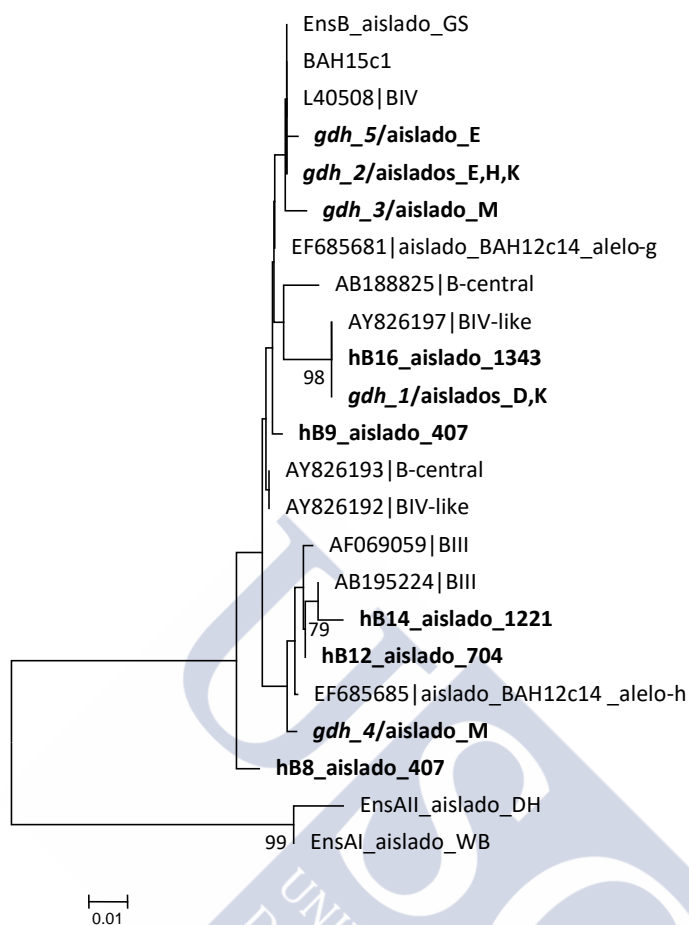 EnsB_aislado_GS
BAH15c1
L40508|BIV
gdh_5/aislado_E
gdh_2/aislados_E,H,K
gdh_3/aislado_M
EF685681|aislado_BAH12c14_alelo-g
AB188825|B-central
AY826197|BIV-like
hB16_aislado_1343
98
gdh_1/aislados_D,K
hB9_aislado_407
AY826193|B-central
AY826192|BIV-like
AF069059|BIII
AB195224|BIII
hB14_aislado_1221
79
hB12_aislado_704
EF685685|aislado_BAH12c14 _alelo-h
gdh_4/aislado_M
hB8_aislado_407
EnsAII_aislado_DH
99 EnsAI_aislado_WB
0.01